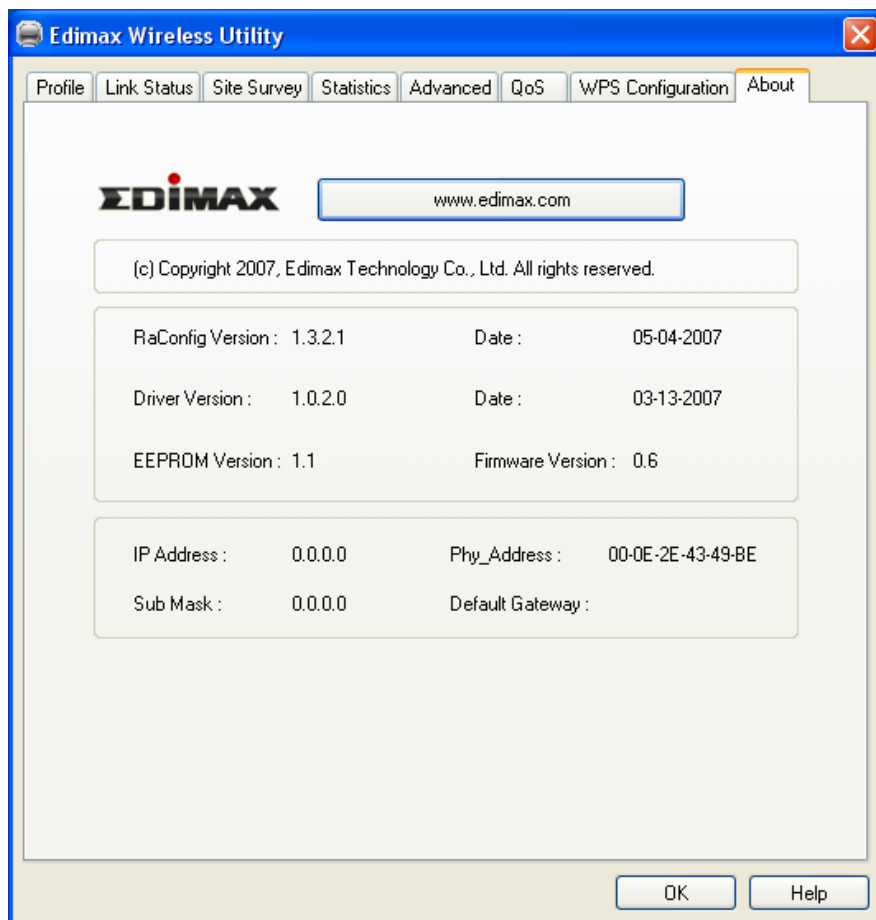 Edimax Wireless Utility
Profile Link Status Site Survey Statistics Advanced QoS WPS Configuration About
EDiMAX www.edimax.com
(c) Copyright 2007, Edimax Technology Co., Ltd. All rights reserved.
RaConfig Version : 1.3.2.1 Date : 05-04-2007
Driver Version : 1.0.2.0 Date : 03-13-2007
EEPROM Version : 1.1 Firmware Version : 0.6
IP Address : 0.0.0.0 Phy_Address : 00-0E-2E-43-49-BE
Sub Mask : 0.0.0.0 Default Gateway :
OK Help